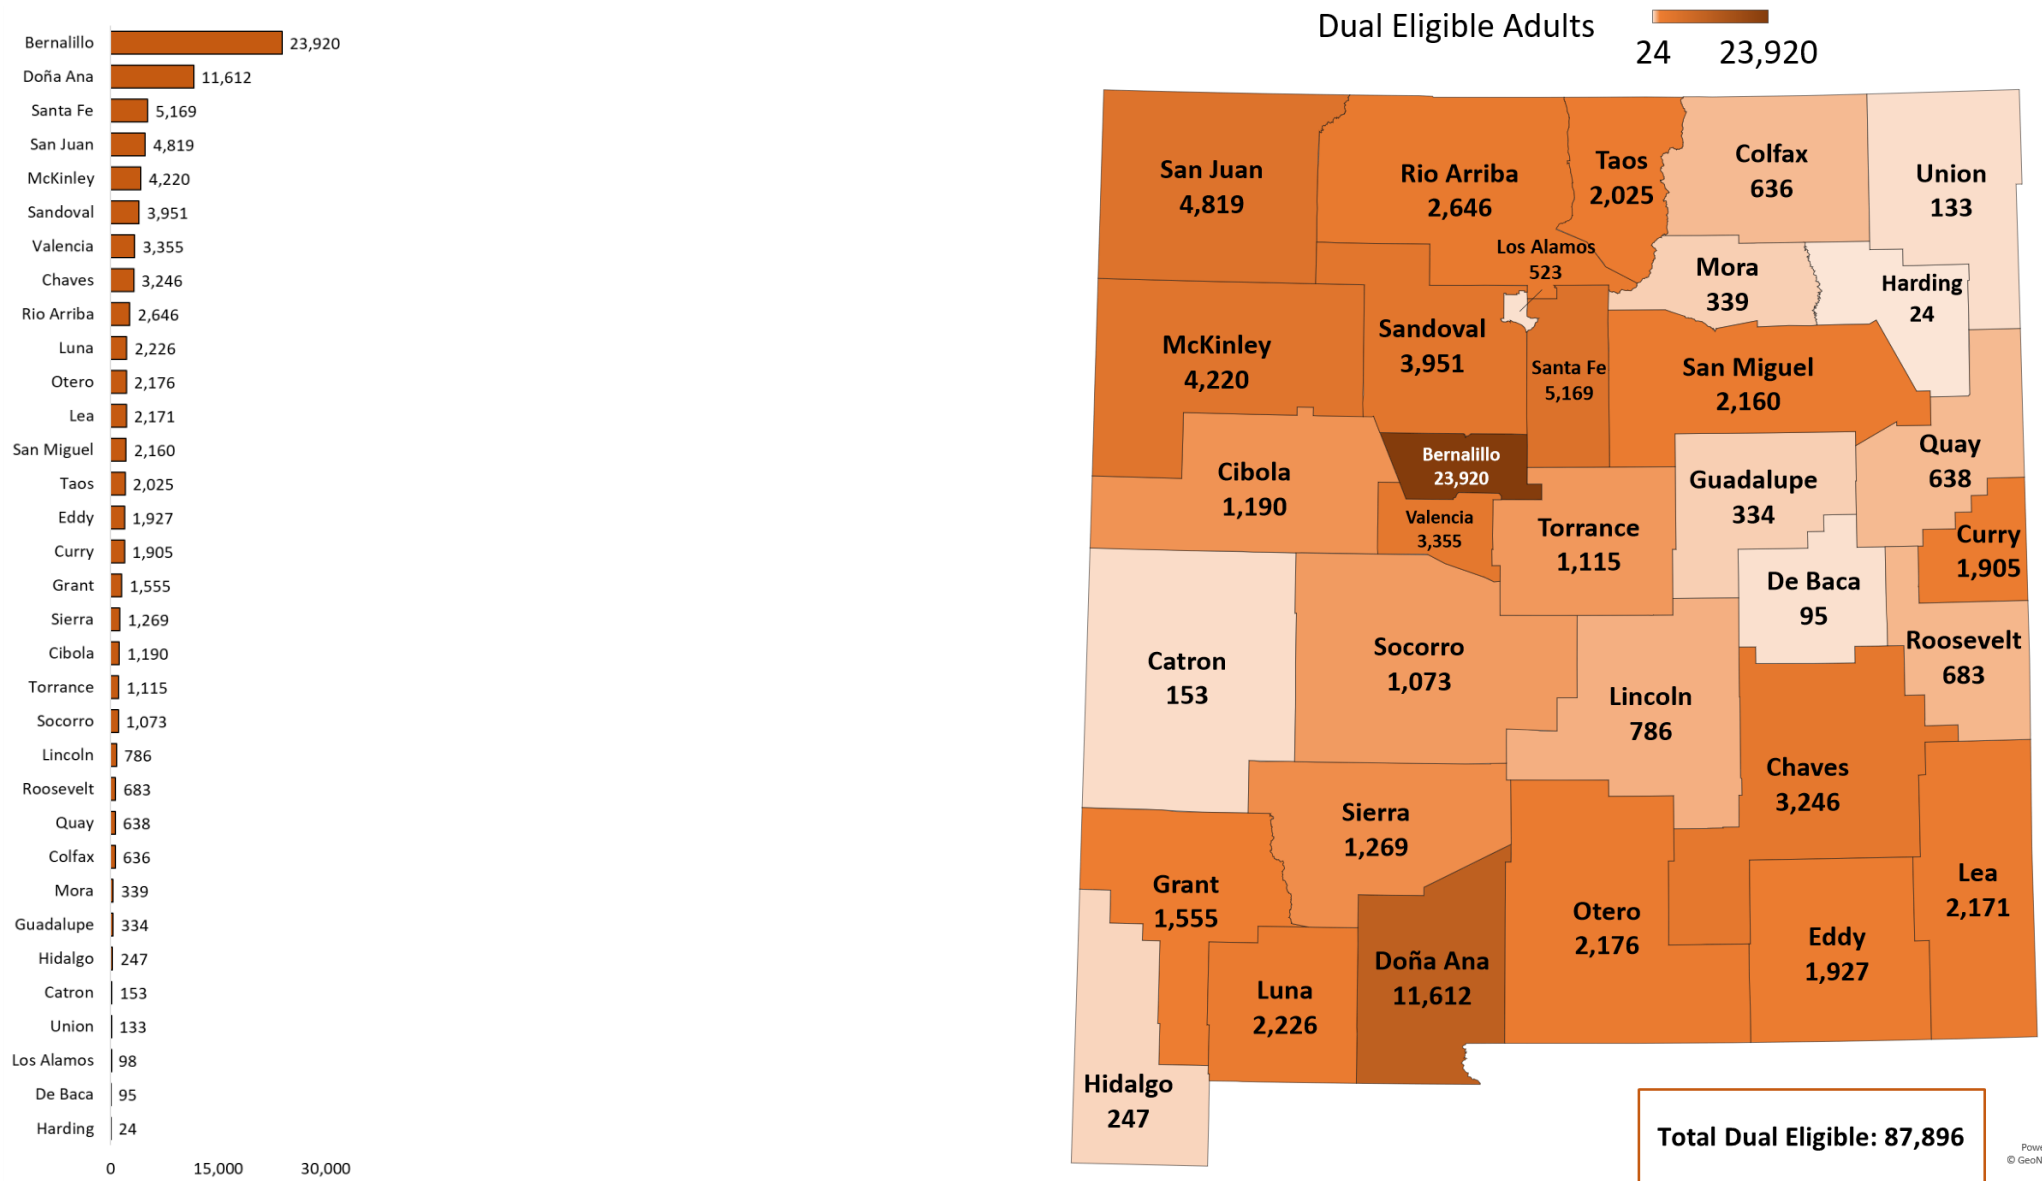 Bernalillo 23,920
Doña Ana 11,612
Santa Fe 5,169
San Juan 4,819
McKinley 4,220
Sandoval 3,951
Valencia 3,355
Chaves 3,246
Rio Arriba 2,646
Luna 2,226
Otero 2,176
Lea 2,171
San Miguel 2,160
Taos 2,025
Eddy 1,927
Curry 1,905
Grant 1,555
Sierra 1,269
Cibola 1,190
Torrance 1,115
Socorro 1,073
Lincoln 786
Roosevelt 683
Quay 638
Colfax 636
Mora 339
Guadalupe 334
Hidalgo 247
Catron 153
Union 133
Los Alamos 98
De Baca 95
Harding 24
0 15,000 30,000
Dual Eligible Adults
24 23,920
San Juan
4,819
Rio Arriba
2,646
Taos
2,025
Colfax
636
Union
133
Los Alamos
523
Mora
339
Harding
24
McKinley
4,220
Sandoval
3,951
Santa Fe
5,169
San Miguel
2,160
Quay
638
Cibola
1,190
Bernalillo
23,920
Valencia
3,355
Torrance
1,115
Guadalupe
334
Curry
1,905
De Baca
95
Roosevelt
683
Catron
153
Socorro
1,073
Lincoln
786
Chaves
3,246
Sierra
1,269
Grant
1,555
Lea
2,171
Otero
2,176
Eddy
1,927
Doña Ana
11,612
Luna
2,226
Hidalgo
247
Total Dual Eligible: 87,896
Powe
© GeoN